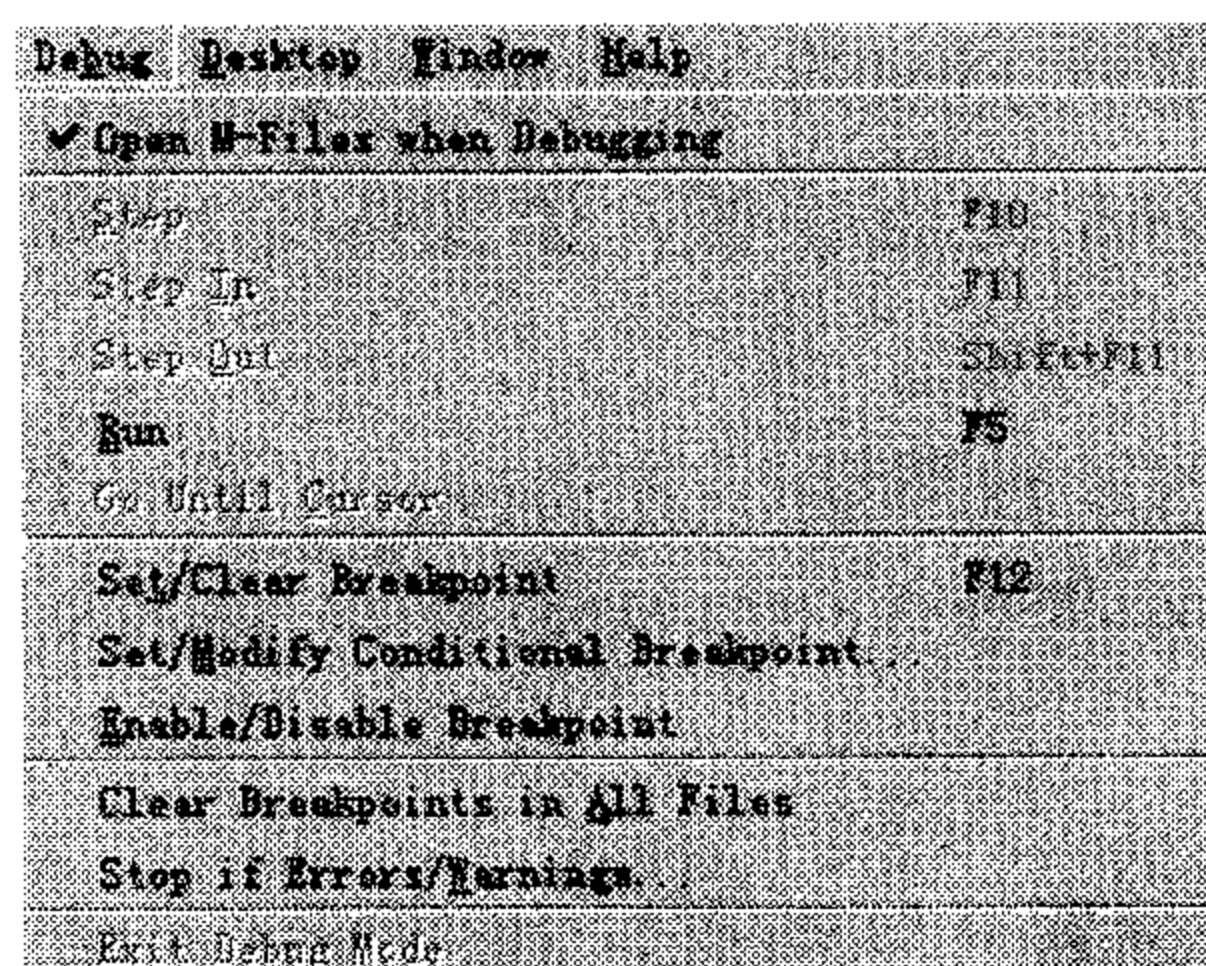 Debug Desktop Window Help
✔ Open M-Files when Debugging
Step F10
Step In F11
Step Out Shift+F11
Run F5
Go Until Cursor
Set/Clear Breakpoint F12
Set/Modify Conditional Breakpoint...
Enable/Disable Breakpoint
Clear Breakpoints in All Files
Stop if Errors/Warnings...
Exit Debug Mode